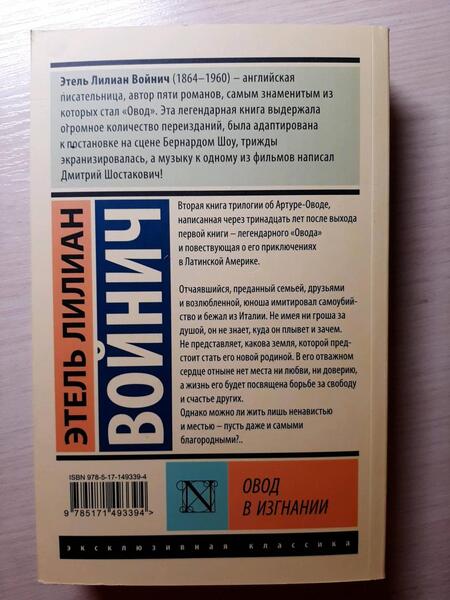 Этель Лилиан Войнич (1864–1960) – английская
писательница, автор пяти романов, самым знаменитым из
которых стал «Овод». Эта легендарная книга выдержала
огромное количество переизданий, была адаптирована
к постановке на сцене Бернардом Шоу, трижды
экранизировалась, а музыку к одному из фильмов написал
Дмитрий Шостакович!
ЭТЕЛЬ ЛИЛИАН
ВОЙНИЧ
Вторая книга трилогии об Артуре-Оводе,
написанная через тринадцать лет после выхода
первой книги – легендарного «Овода»
и повествующая о его приключениях
в Латинской Америке.
Отчаявшийся, преданный семьей, друзьями
и возлюбленной, юноша имитировал самоубий-
ство и бежал из Италии. Не имея ни гроша за
душой, он не знает, куда он плывет и зачем.
Не представляет, какова земля, которой пред-
стоит стать его новой родиной. В его отважном
сердце отныне нет места ни любви, ни доверию,
а жизнь его будет посвящена борьбе за свободу
и счастье других.
Однако можно ли жить лишь ненавистью
и местью – пусть даже и самыми
благородными?..
ISBN 978-5-17-149339-4
9 785171 493394 >
N
ОВОД
В ИЗГНАНИИ
эксклюзивная классика